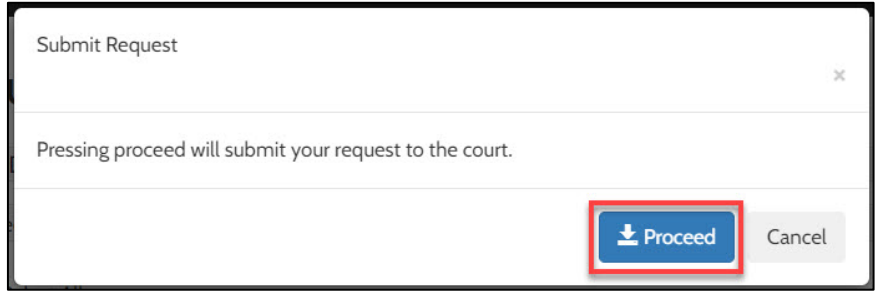 Submit Request
×
Pressing proceed will submit your request to the court.
Proceed Cancel